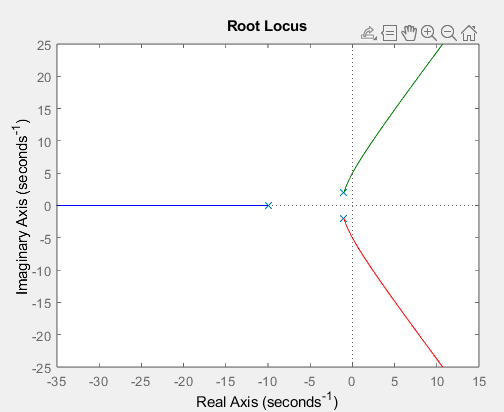 Root Locus
25
20
15
10
5
0
-5
-10
-15
-20
-25
Imaginary Axis (seconds⁻¹)
-35 -30 -25 -20 -15 -10 -5 0 5 10 15
Real Axis (seconds⁻¹)